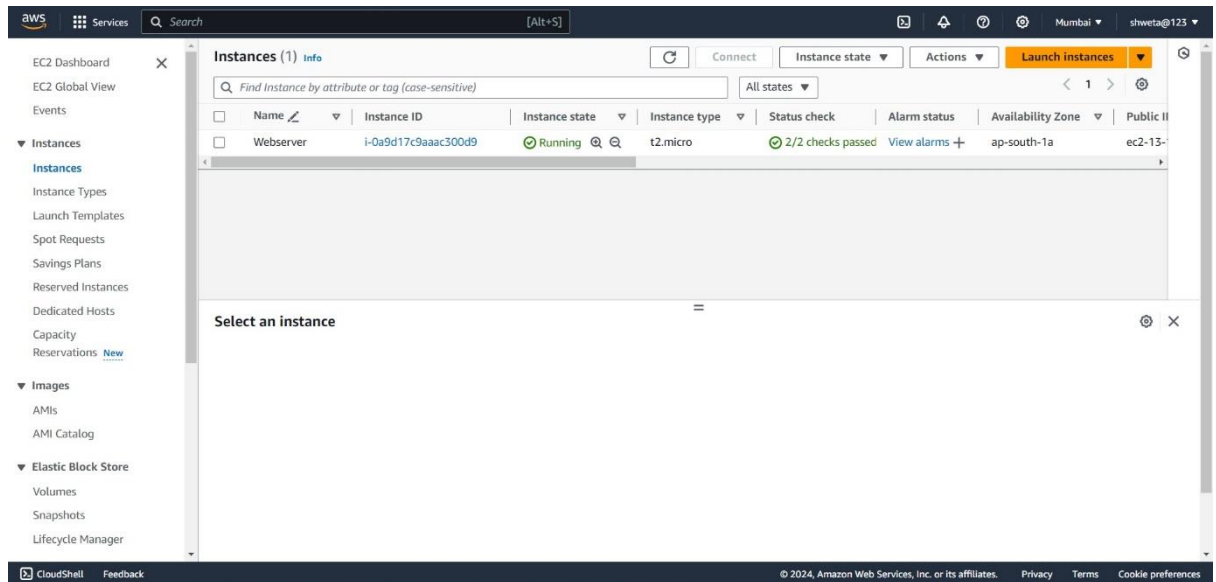 aws Services Search [Alt+S] Mumbai shweta@123
EC2 Dashboard
EC2 Global View
Events
Instances
Instances
Instance Types
Launch Templates
Spot Requests
Savings Plans
Reserved Instances
Dedicated Hosts
Capacity
Reservations New
Images
AMIs
AMI Catalog
Elastic Block Store
Volumes
Snapshots
Lifecycle Manager
Instances (1) Info Connect Instance state Actions Launch instances
Find Instance by attribute or tag (case-sensitive) All states 1
Name Instance ID Instance state Instance type Status check Alarm status Availability Zone Public
Webserver i-0a9d17c9aaac300d9 Running t2.micro 2/2 checks passed View alarms + ap-south-1a ec2-13-
Select an instance
CloudShell Feedback © 2024, Amazon Web Services, Inc. or its affiliates. Privacy Terms Cookie preferences